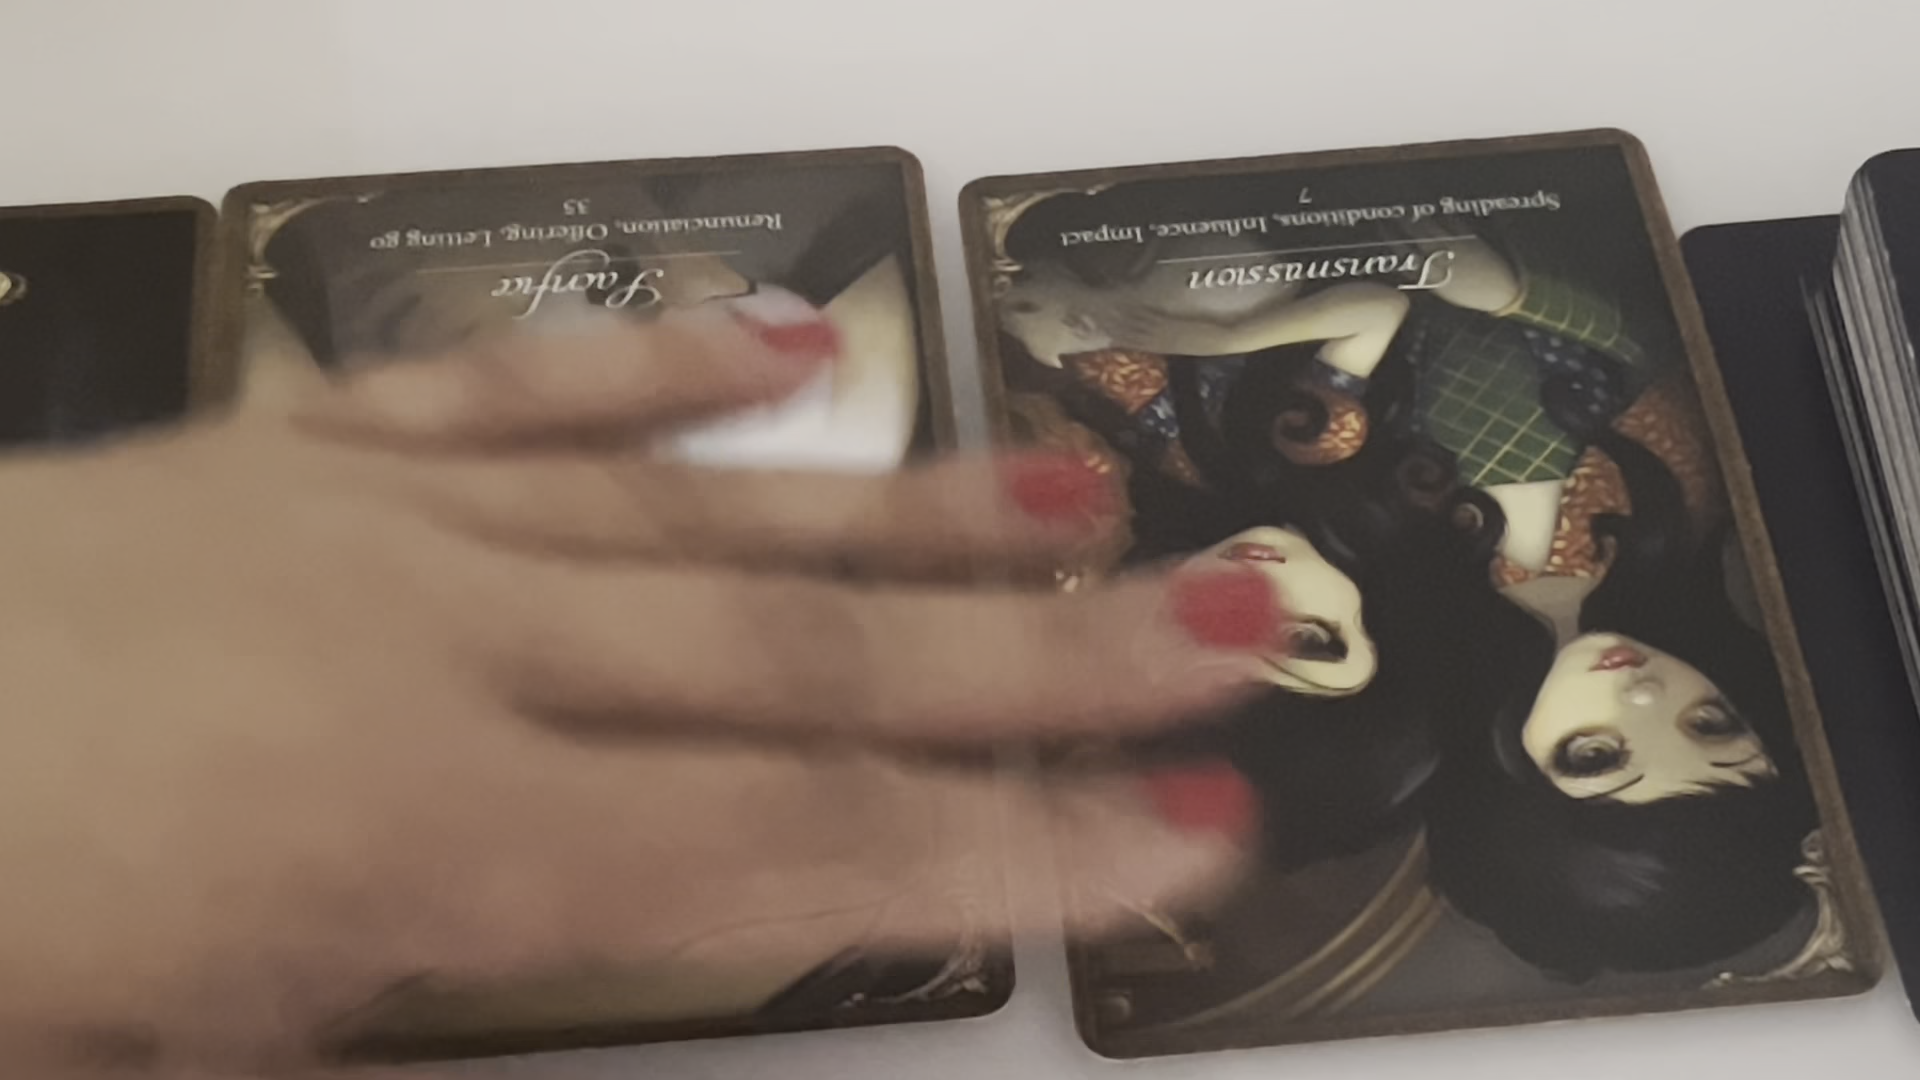 Sacrifice
Renunciation, Offering, Letting go
35
Transmission
Spreading of conditions, Influence, Impact
7